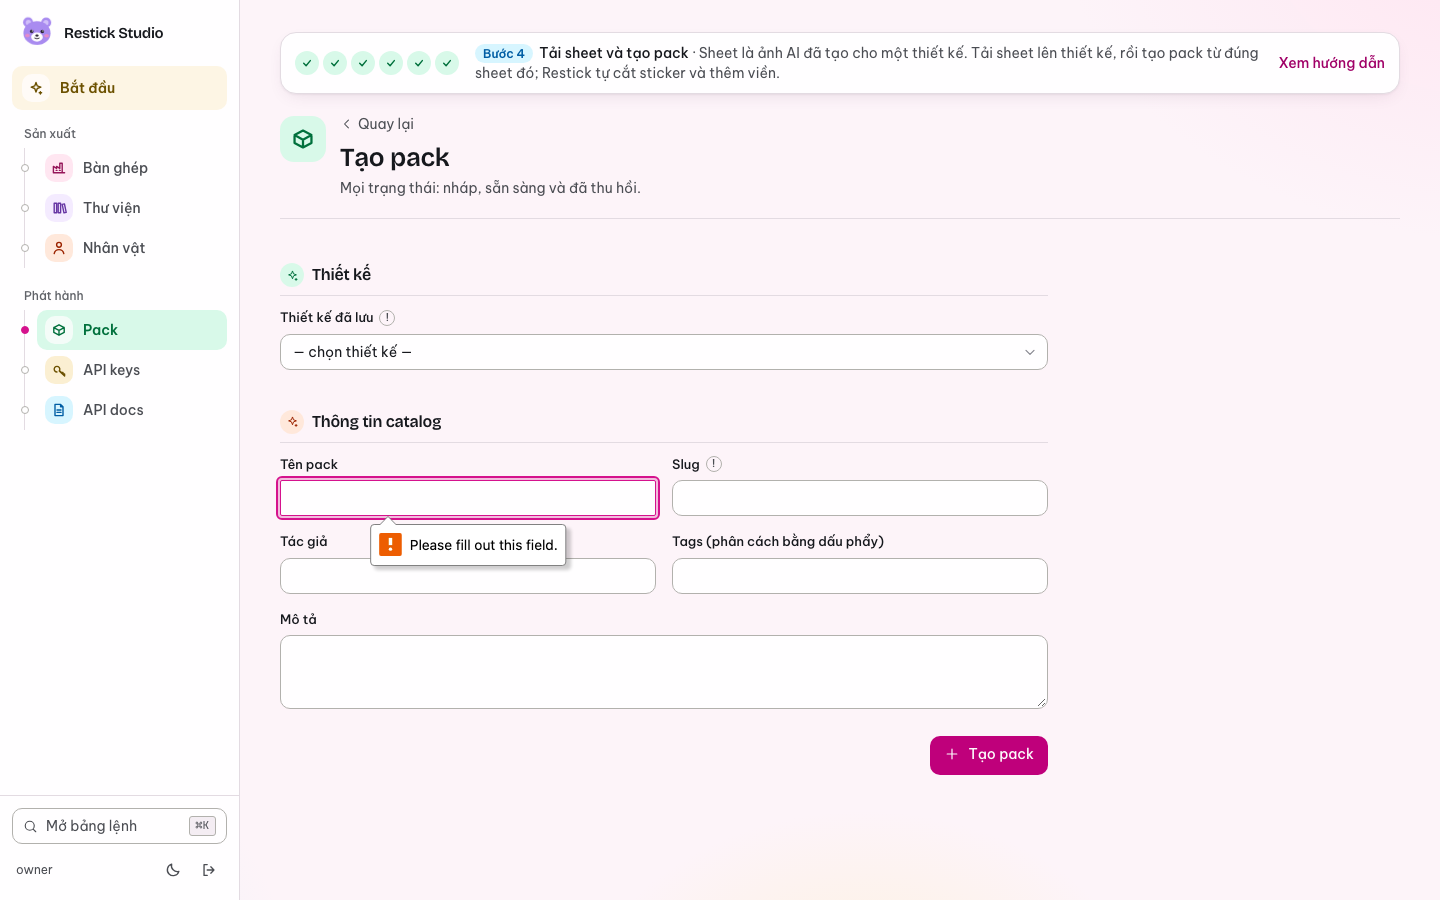 Restick Studio
Bắt đầu
Sản xuất
Bàn ghép
Thư viện
Nhân vật
Phát hành
Pack
API keys
API docs
Mở bảng lệnh
⌘K
owner
Bước 4 Tải sheet và tạo pack · Sheet là ảnh AI đã tạo cho một thiết kế. Tải sheet lên thiết kế, rồi tạo pack từ đúng
sheet đó; Restick tự cắt sticker và thêm viền.
Xem hướng dẫn
Quay lại
Tạo pack
Mọi trạng thái: nháp, sẵn sàng và đã thu hồi.
Thiết kế
Thiết kế đã lưu !
— chọn thiết kế —
Thông tin catalog
Tên pack
Slug !
Please fill out this field.
Tác giả
Tags (phân cách bằng dấu phẩy)
Mô tả
+ Tạo pack